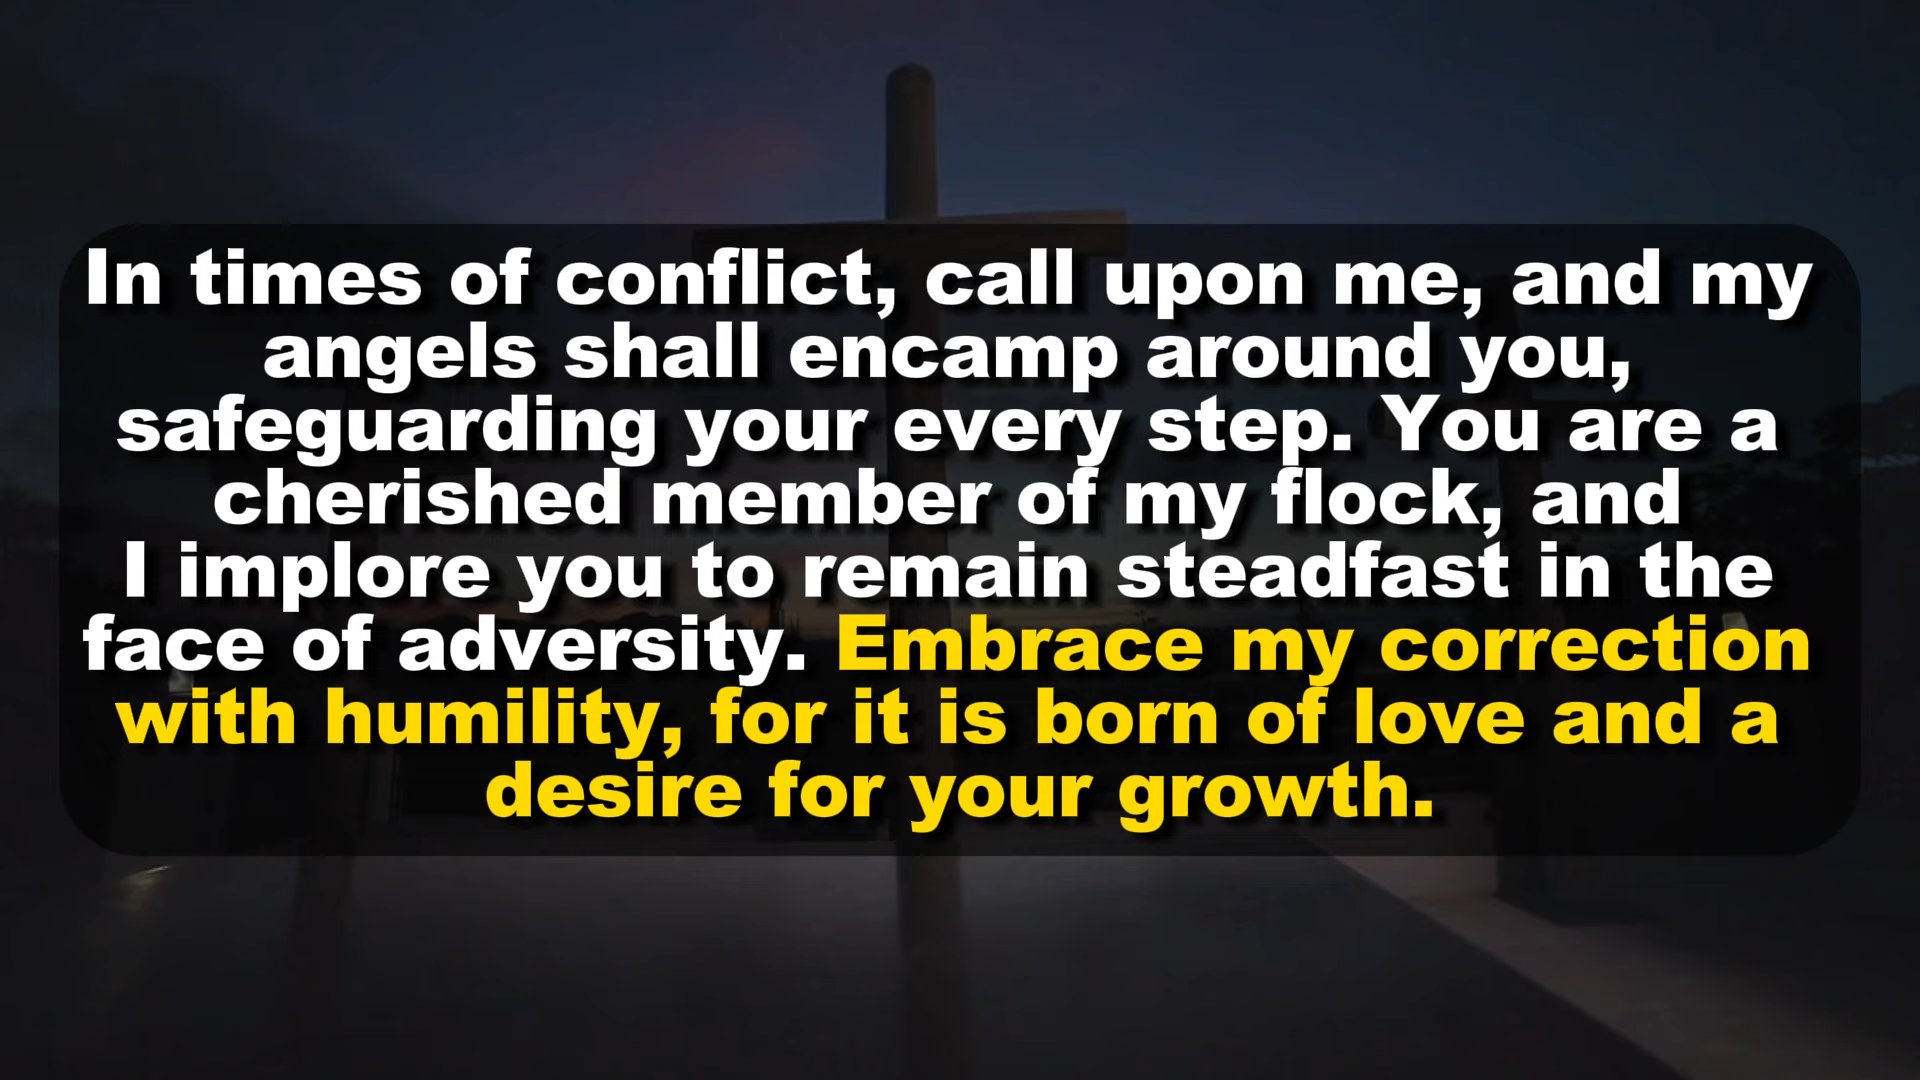 In times of conflict, call upon me, and my
angels shall encamp around you,
safeguarding your every step. You are a
cherished member of my flock, and
I implore you to remain steadfast in the
face of adversity. Embrace my correction
with humility, for it is born of love and a
desire for your growth.